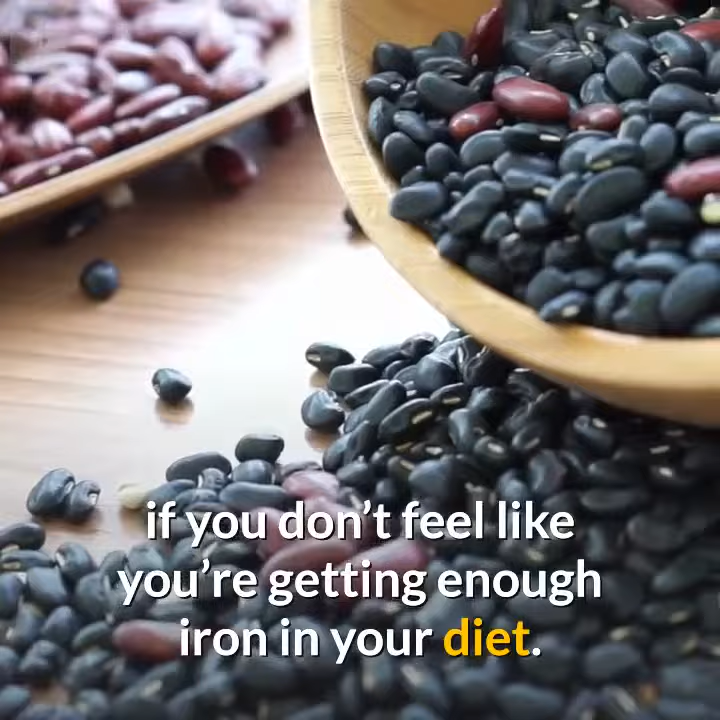 if you don’t feel like
you’re getting enough
iron in your diet.